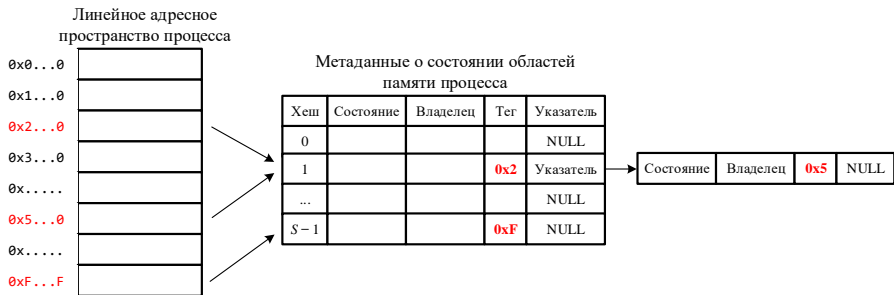 Линейное адресное
пространство процесса
0x0...0
0x1...0
0x2...0
0x3...0
0x.....
0x5...0
0x.....
0xF...F
Метаданные о состоянии областей
памяти процесса
Хеш Состояние Владелец Тег Указатель
0 NULL
1 0x2 Указатель
... NULL
S – 1 0xF NULL
Состояние Владелец 0x5 NULL